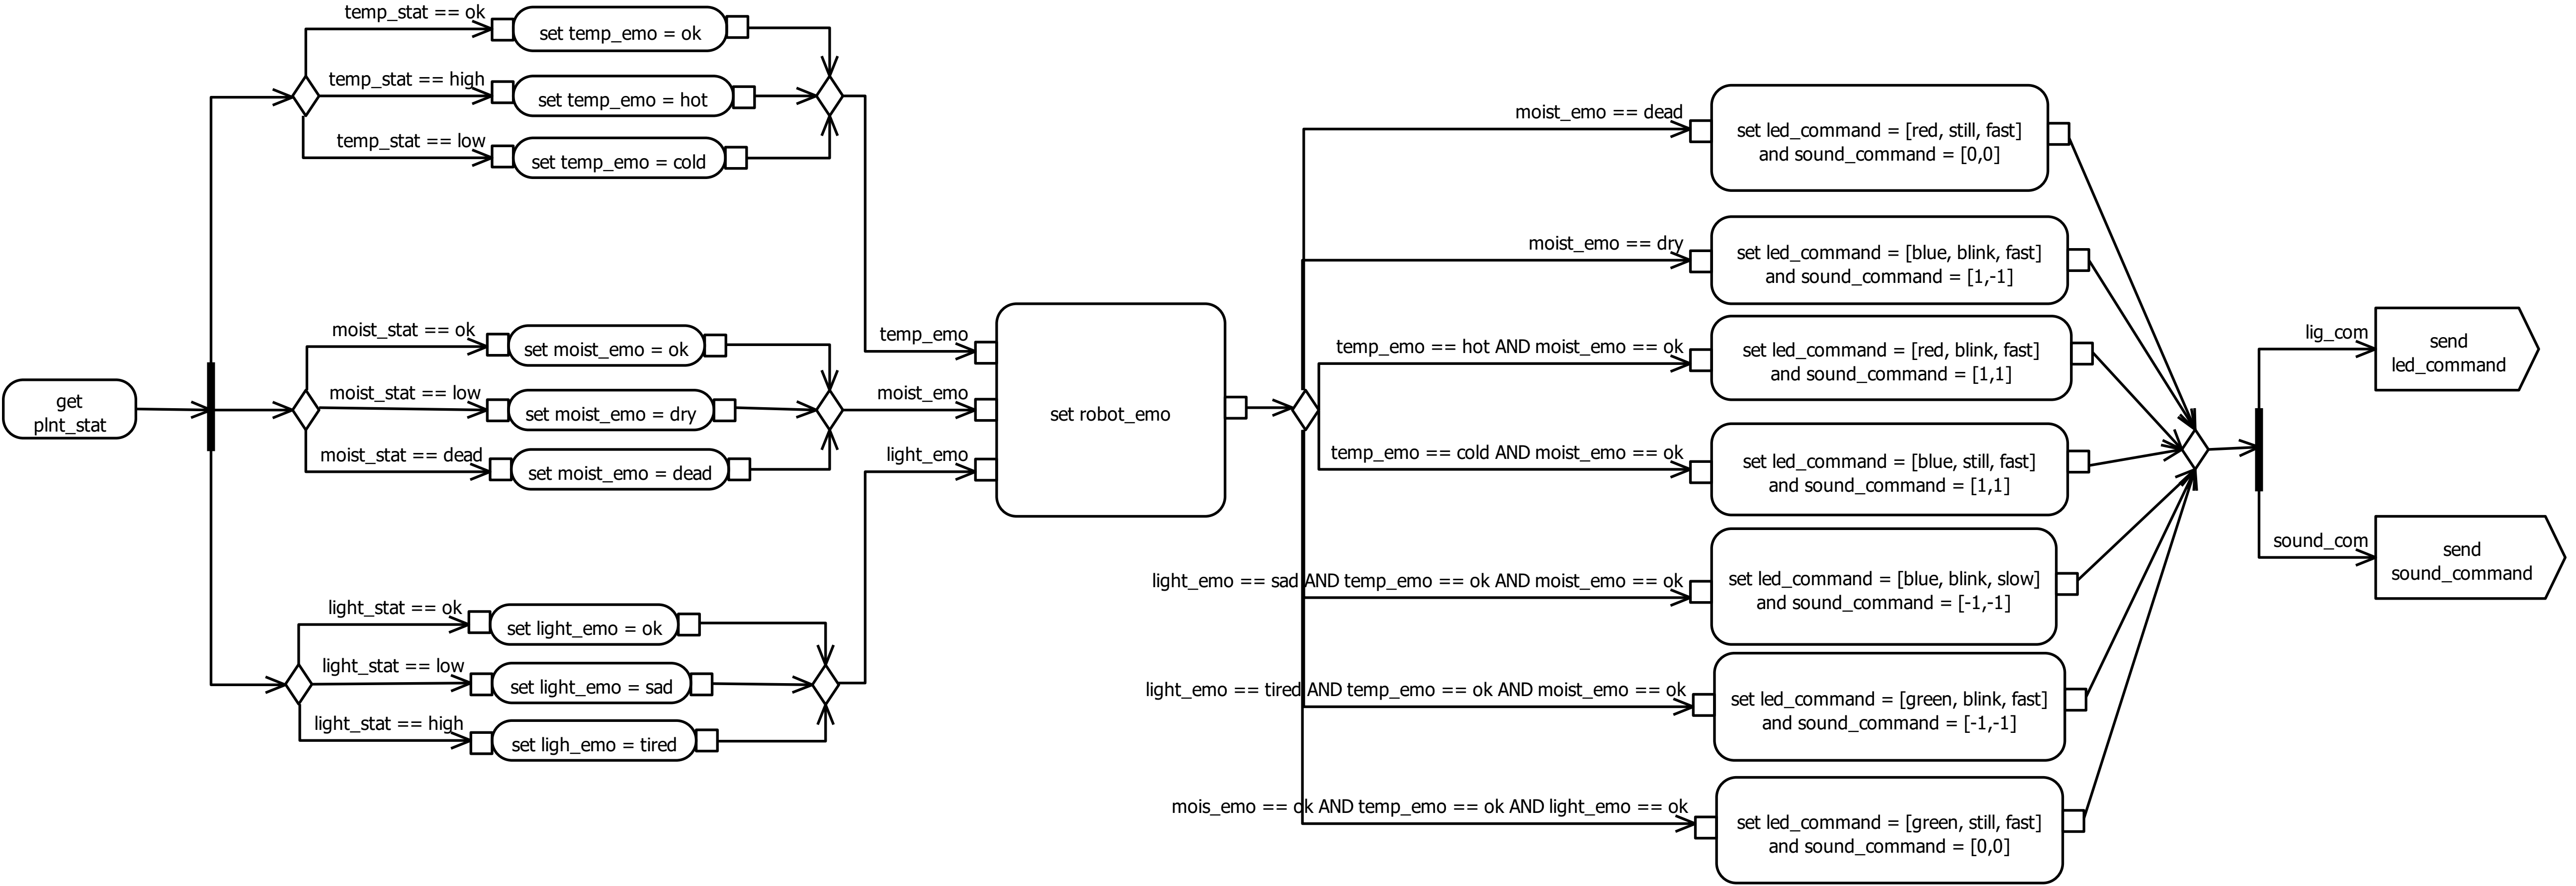 get
plnt_stat
temp_stat == ok
set temp_emo = ok
temp_stat == high
set temp_emo = hot
temp_stat == low
set temp_emo = cold
moist_stat == ok
set moist_emo = ok
moist_stat == low
set moist_emo = dry
moist_stat == dead
set moist_emo = dead
light_stat == ok
set light_emo = ok
light_stat == low
set light_emo = sad
light_stat == high
set ligh_emo = tired
temp_emo
moist_emo
light_emo
set robot_emo
moist_emo == dead
set led_command = [red, still, fast]
and sound_command = [0,0]
moist_emo == dry
set led_command = [blue, blink, fast]
and sound_command = [1,-1]
temp_emo == hot AND moist_emo == ok
set led_command = [red, blink, fast]
and sound_command = [1,1]
temp_emo == cold AND moist_emo == ok
set led_command = [blue, still, fast]
and sound_command = [1,1]
light_emo == sad AND temp_emo == ok AND moist_emo == ok
set led_command = [blue, blink, slow]
and sound_command = [-1,-1]
light_emo == tired AND temp_emo == ok AND moist_emo == ok
set led_command = [green, blink, fast]
and sound_command = [-1,-1]
mois_emo == ok AND temp_emo == ok AND light_emo == ok
set led_command = [green, still, fast]
and sound_command = [0,0]
lig_com
send
led_command
sound_com
send
sound_command